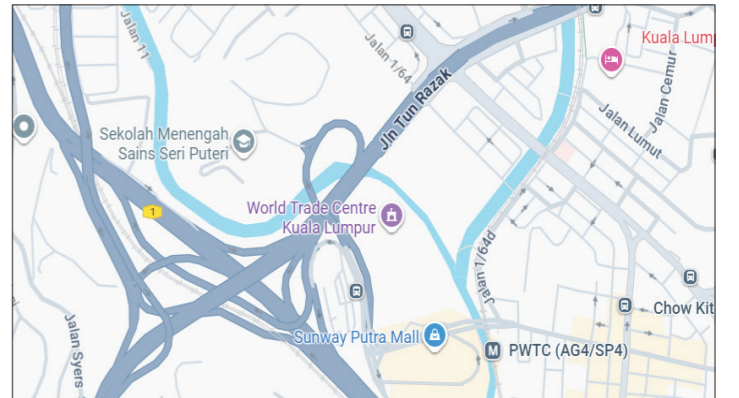 Jalan 11
Jalan 1/64
Jln Tun Razak
Kuala Lump
Jalan Cemur
Jalan Lumut
Sekolah Menengah
Sains Seri Puteri
1
World Trade Centre
Kuala Lumpur
Jalan 1/64d
Chow Kit
Jalan Syers
Sunway Putra Mall
M
PWTC (AG4/SP4)